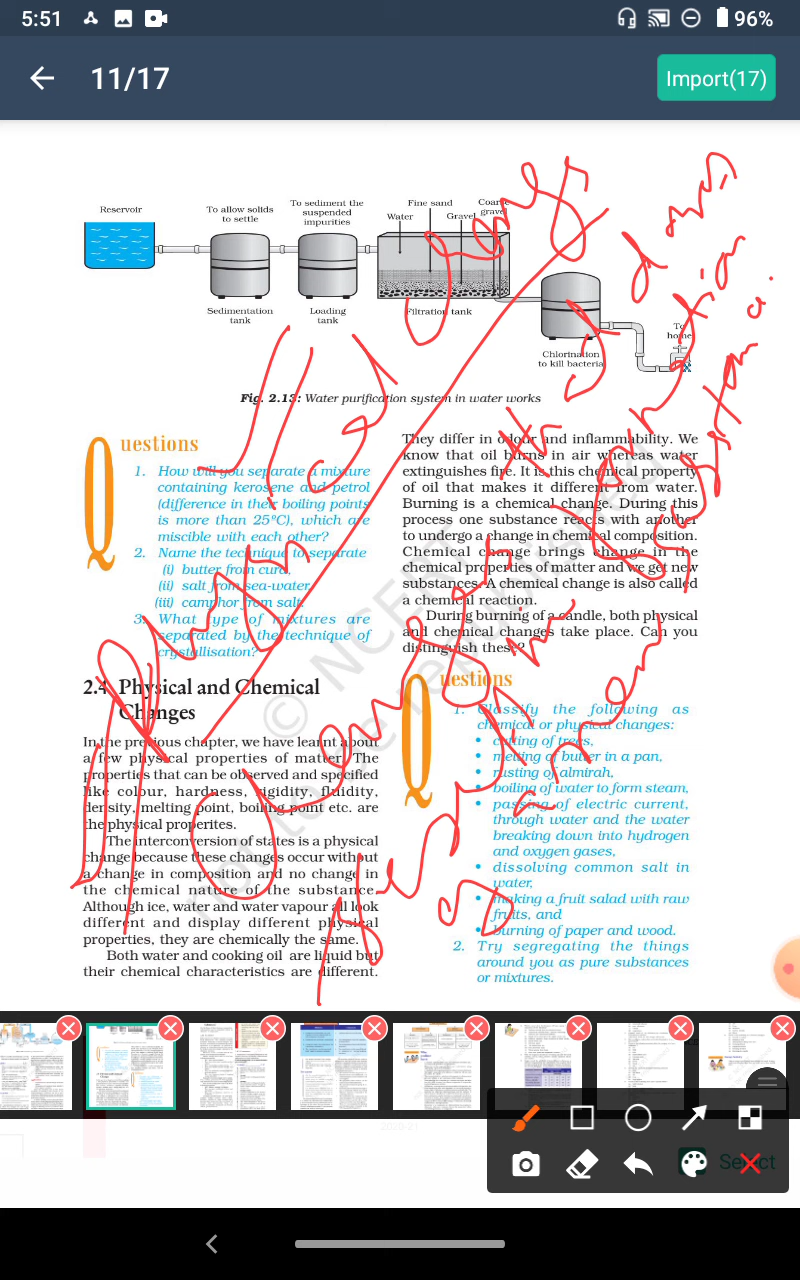 5:51
96%
11/17
Import(17)
Reservoir
To allow solids
to settle
To sediment the
suspended
impurities
Water
Fine sand
Gravel
Coarse
gravel
Sedimentation
tank
Loading
tank
Filtration tank
Chlorination
to kill bacteria
To
home
Fig. 2.13: Water purification system in water works
Questions
1. How will you separate a mixture
containing kerosene and petrol
(difference in their boiling points
is more than 25ºC), which are
miscible with each other?
2. Name the technique to separate
(i) butter from curd,
(ii) salt from sea-water,
(iii) camphor from salt.
3. What type of mixtures are
separated by the technique of
crystallisation?
2.4 Physical and Chemical
Changes
In the previous chapter, we have learnt about
a few physical properties of matter. The
properties that can be observed and specified
like colour, hardness, rigidity, fluidity,
density, melting point, boiling point etc. are
the physical properites.
The interconversion of states is a physical
change because these changes occur without
a change in composition and no change in
the chemical nature of the substance.
Although ice, water and water vapour all look
different and display different physical
properties, they are chemically the same.
Both water and cooking oil are liquid but
their chemical characteristics are different.
They differ in odour and inflammability. We
know that oil burns in air whereas water
extinguishes fire. It is this chemical property
of oil that makes it different from water.
Burning is a chemical change. During this
process one substance reacts with another
to undergo a change in chemical composition.
Chemical change brings change in the
chemical properties of matter and we get new
substances. A chemical change is also called
a chemical reaction.
During burning of a candle, both physical
and chemical changes take place. Can you
distinguish these?
Questions
1. Classify the following as
chemical or physical changes:
• cutting of trees,
• melting of butter in a pan,
• rusting of almirah,
• boiling of water to form steam,
• passing of electric current,
through water and the water
breaking down into hydrogen
and oxygen gases,
• dissolving common salt in
water,
• making a fruit salad with raw
fruits, and
• burning of paper and wood.
2. Try segregating the things
around you as pure substances
or mixtures.
© NCERT
not to be republished
Physical change
2020-21
Select